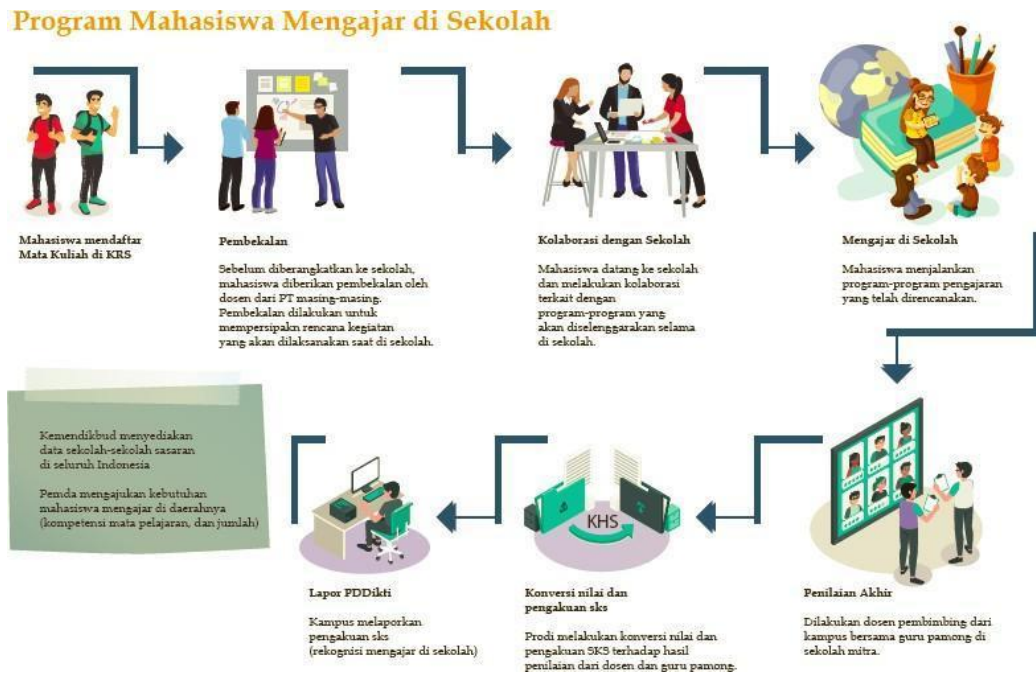 Program Mahasiswa Mengajar di Sekolah
Mahasiswa mendaftar
Mata Kuliah di KRS
Pembekalan
Sebelum diberangkatkan ke sekolah,
mahasiswa diberikan pembekalan oleh
dosen dari PT masing-masing.
Pembekalan dilakukan untuk
mempersipakn rencana kegiatan
yang akan dilaksanakan saat di sekolah.
Kolaborasi dengan Sekolah
Mahasiswa datang ke sekolah
dan melakukan kolaborasi
terkait dengan
program-program yang
akan diselenggarakan selama
di sekolah.
Mengajar di Sekolah
Mahasiswa menjalankan
program-program pengajaran
yang telah direncanakan.
Kemendikbud menyediakan
data sekolah-sekolah sasaran
di seluruh Indonesia
Pemda mengajukan kebutuhan
mahasiswa mengajar di daerahnya
(kompetensi mata pelajaran, dan jumlah)
Lapor PDDikti
Kampus melaporkan
pengakuan sks
(rekognisi mengajar di sekolah)
KHS
Konversi nilai dan
pengakuan sks
Prodi melakukan konversi nilai dan
pengakuan SKS terhadap hasil
penilaian dari dosen dan guru pamong.
Penilaian Akhir
Dilakukan dosen pembimbing dari
kampus bersama guru pamong di
sekolah mitra.